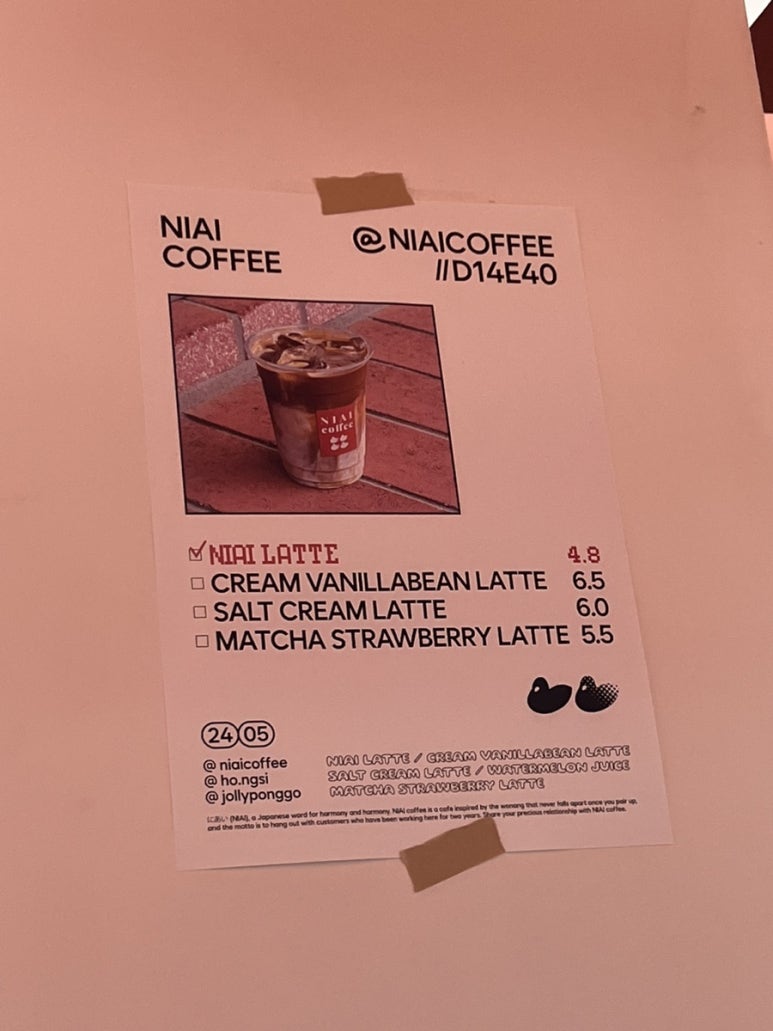 NIAI
COFFEE
@NIAICOFFEE
//D14E40
NIAI
coffee
NIAI LATTE 4.8
CREAM VANILLABEAN LATTE 6.5
SALT CREAM LATTE 6.0
MATCHA STRAWBERRY LATTE 5.5
24 05
@niaicoffee
@ho.ngsi
@jollyponggo
NIAI LATTE / CREAM VANILLABEAN LATTE
SALT CREAM LATTE / WATERMELON JUICE
MATCHA STRAWBERRY LATTE
にあい (NIAI), a Japanese word for harmony and harmony, NIAI coffee is a cafe inspired by the wonang that never falls apart once you pair up,
and the motto is to hang out with customers who have been working here for two years. Share your precious relationship with NIAI coffee.